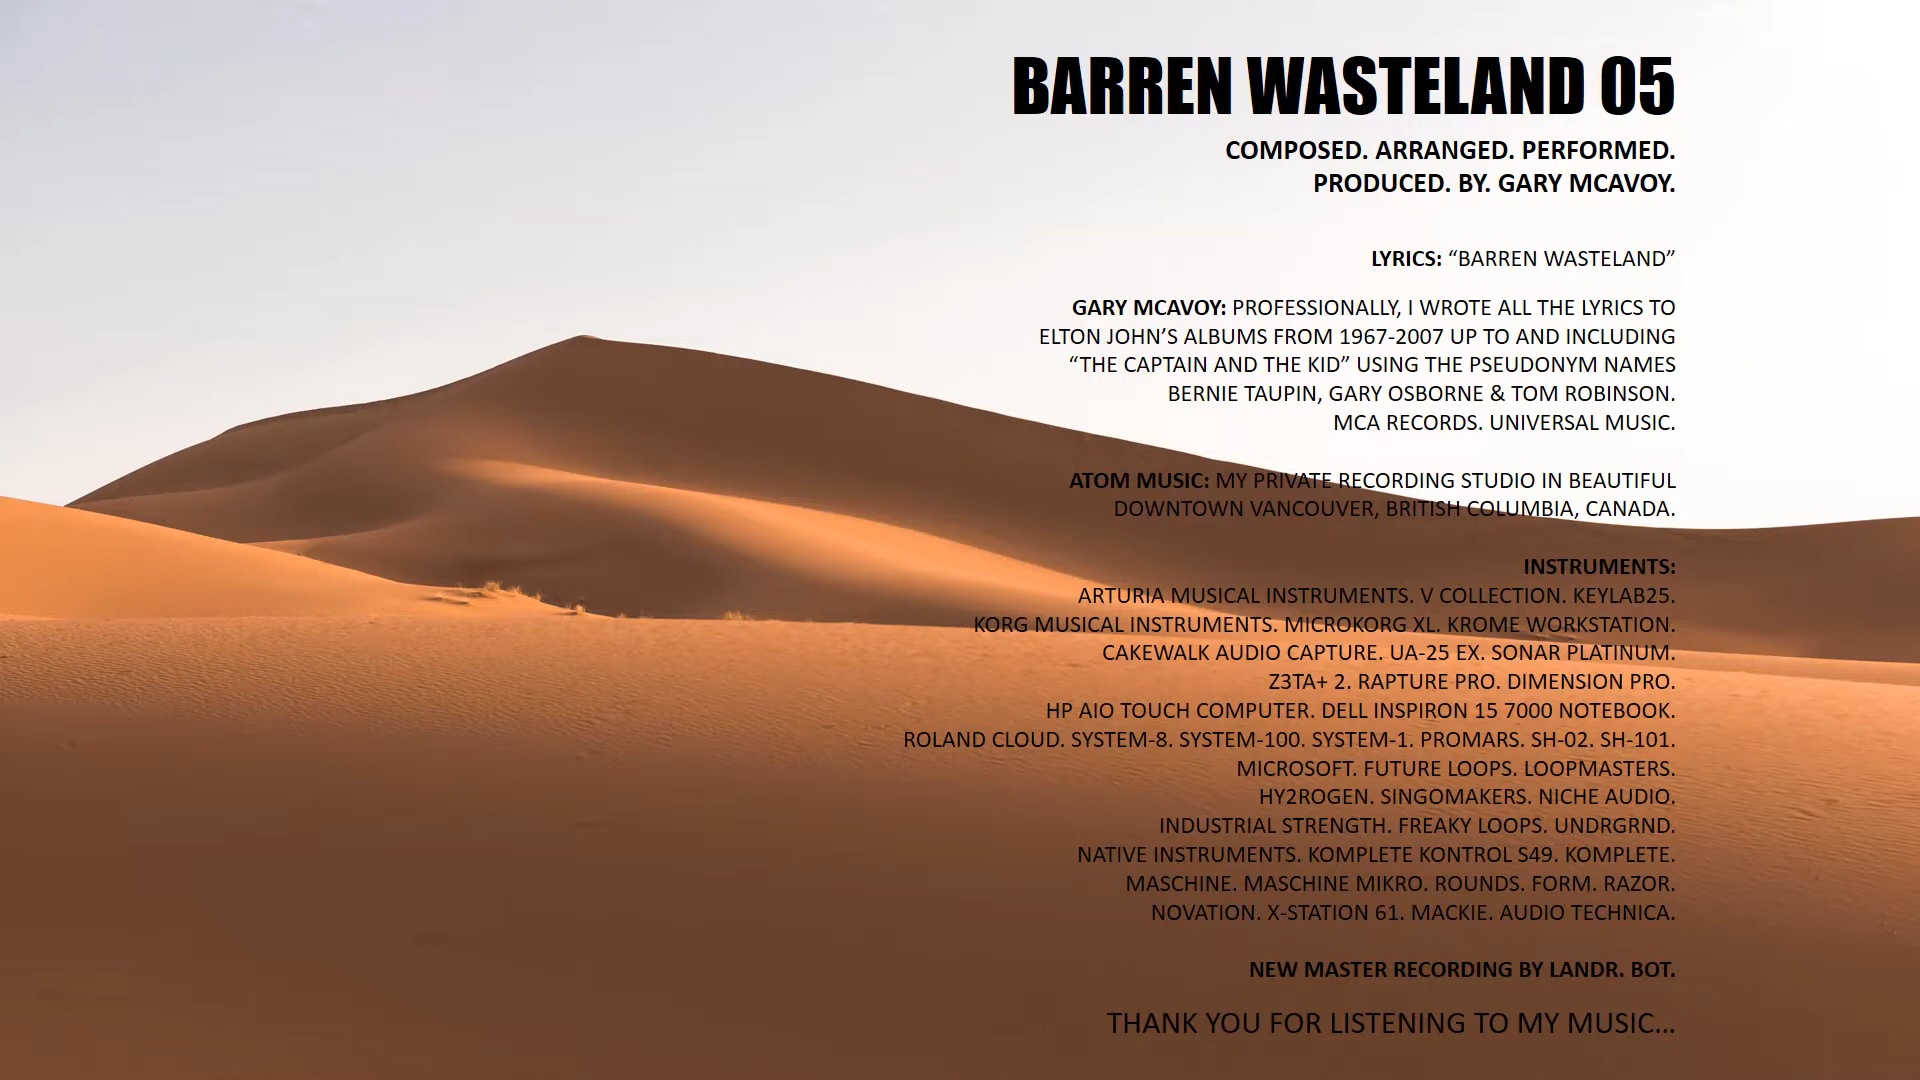 BARREN WASTELAND 05
COMPOSED. ARRANGED. PERFORMED.
PRODUCED. BY. GARY MCAVOY.
LYRICS: “BARREN WASTELAND”
GARY MCAVOY: PROFESSIONALLY, I WROTE ALL THE LYRICS TO
ELTON JOHN’S ALBUMS FROM 1967-2007 UP TO AND INCLUDING
“THE CAPTAIN AND THE KID” USING THE PSEUDONYM NAMES
BERNIE TAUPIN, GARY OSBORNE & TOM ROBINSON.
MCA RECORDS. UNIVERSAL MUSIC.
ATOM MUSIC: MY PRIVATE RECORDING STUDIO IN BEAUTIFUL
DOWNTOWN VANCOUVER, BRITISH COLUMBIA, CANADA.
INSTRUMENTS:
ARTURIA MUSICAL INSTRUMENTS. V COLLECTION. KEYLAB25.
KORG MUSICAL INSTRUMENTS. MICROKORG XL. KROME WORKSTATION.
CAKEWALK AUDIO CAPTURE. UA-25 EX. SONAR PLATINUM.
Z3TA+ 2. RAPTURE PRO. DIMENSION PRO.
HP AIO TOUCH COMPUTER. DELL INSPIRON 15 7000 NOTEBOOK.
ROLAND CLOUD. SYSTEM-8. SYSTEM-100. SYSTEM-1. PROMARS. SH-02. SH-101.
MICROSOFT. FUTURE LOOPS. LOOPMASTERS.
HY2ROGEN. SINGOMAKERS. NICHE AUDIO.
INDUSTRIAL STRENGTH. FREAKY LOOPS. UNDRGRND.
NATIVE INSTRUMENTS. KOMPLETE KONTROL S49. KOMPLETE.
MASCHINE. MASCHINE MIKRO. ROUNDS. FORM. RAZOR.
NOVATION. X-STATION 61. MACKIE. AUDIO TECHNICA.
NEW MASTER RECORDING BY LANDR. BOT.
THANK YOU FOR LISTENING TO MY MUSIC…